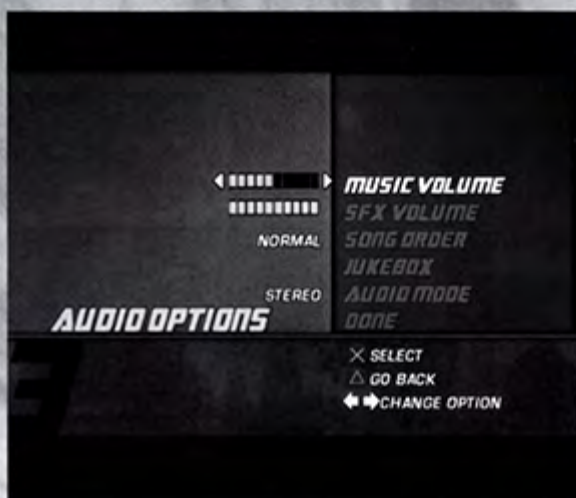 MUSIC VOLUME
SFX VOLUME
NORMAL SONG ORDER
JUKEBOX
STEREO AUDIO MODE
AUDIO OPTIONS DONE
SELECT
GO BACK
CHANGE OPTION
3